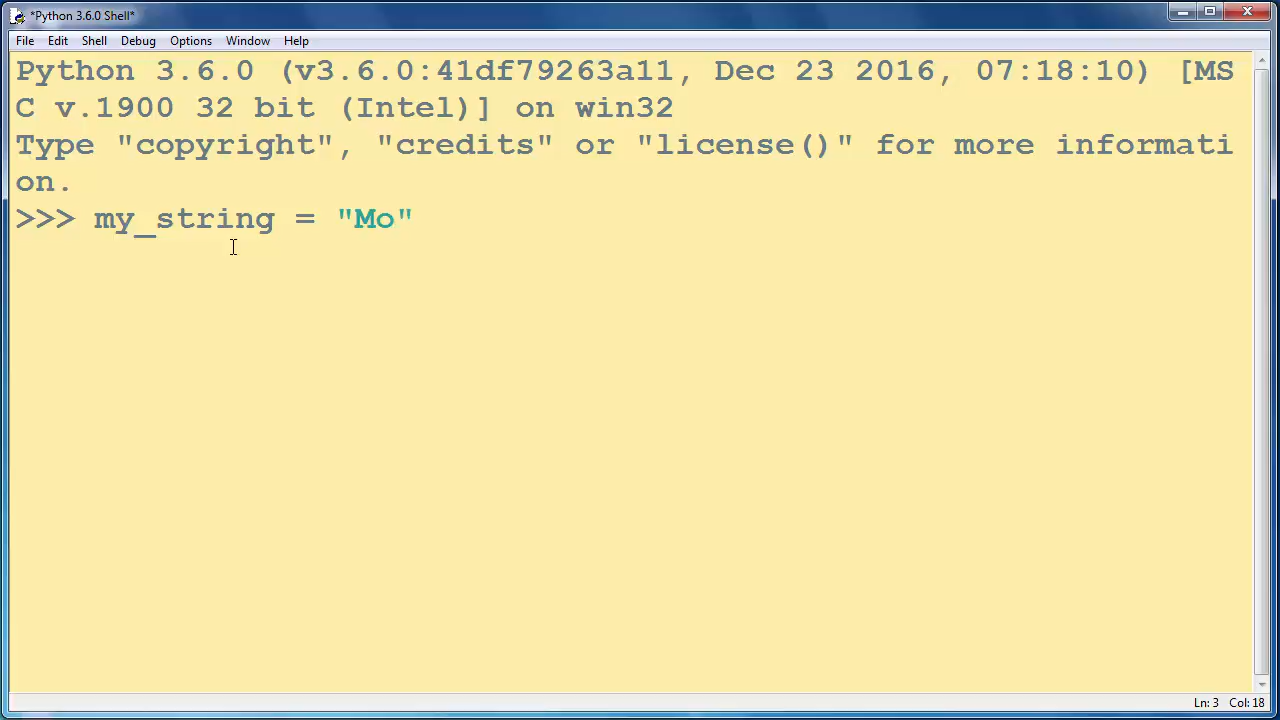 *Python 3.6.0 Shell*
File Edit Shell Debug Options Window Help
Python 3.6.0 (v3.6.0:41df79263a11, Dec 23 2016, 07:18:10) [MS
C v.1900 32 bit (Intel)] on win32
Type "copyright", "credits" or "license()" for more informati
on.
>>> my_string = "Mo"
Ln: 3 Col: 18